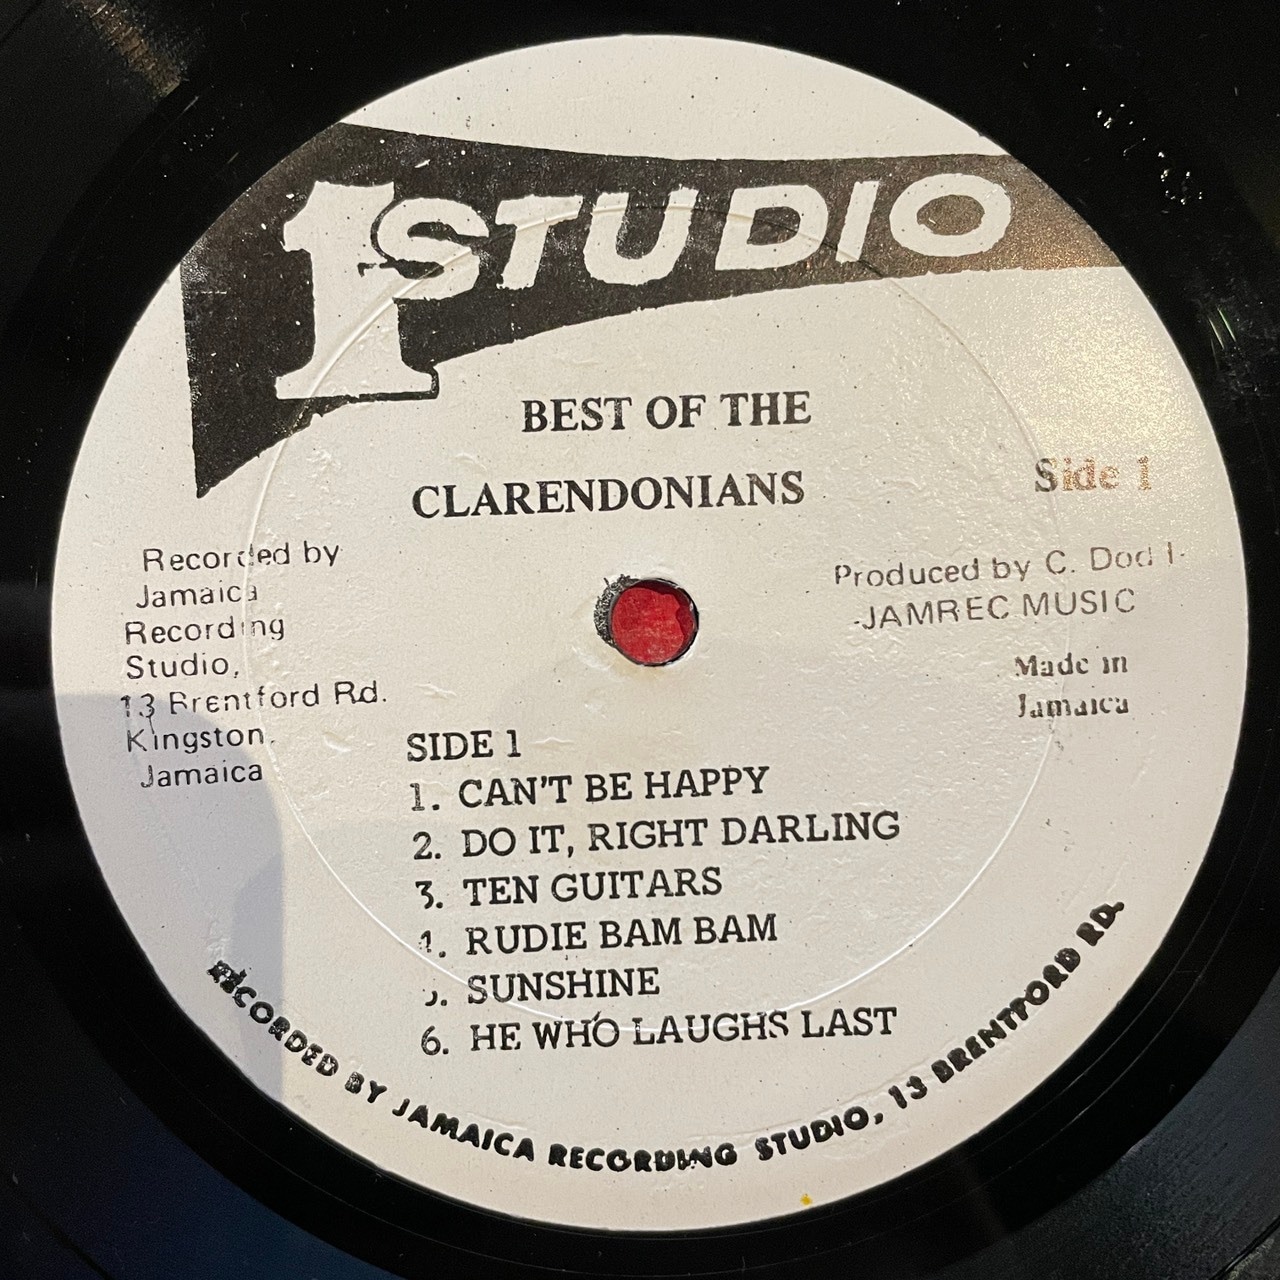 1 STUDIO
BEST OF THE
CLARENDONIANS
Side 1
Recorded by
Jamaica
Recording
Studio,
13 Brentford Rd.
Kingston.
Jamaica
Produced by C. Dodd
-JAMREC MUSIC
Made in
Jamaica
SIDE 1
1. CAN'T BE HAPPY
2. DO IT, RIGHT DARLING
3. TEN GUITARS
4. RUDIE BAM BAM
5. SUNSHINE
6. HE WHO LAUGHS LAST
RECORDED BY JAMAICA RECORDING STUDIO, 13 BRENTFORD RD.